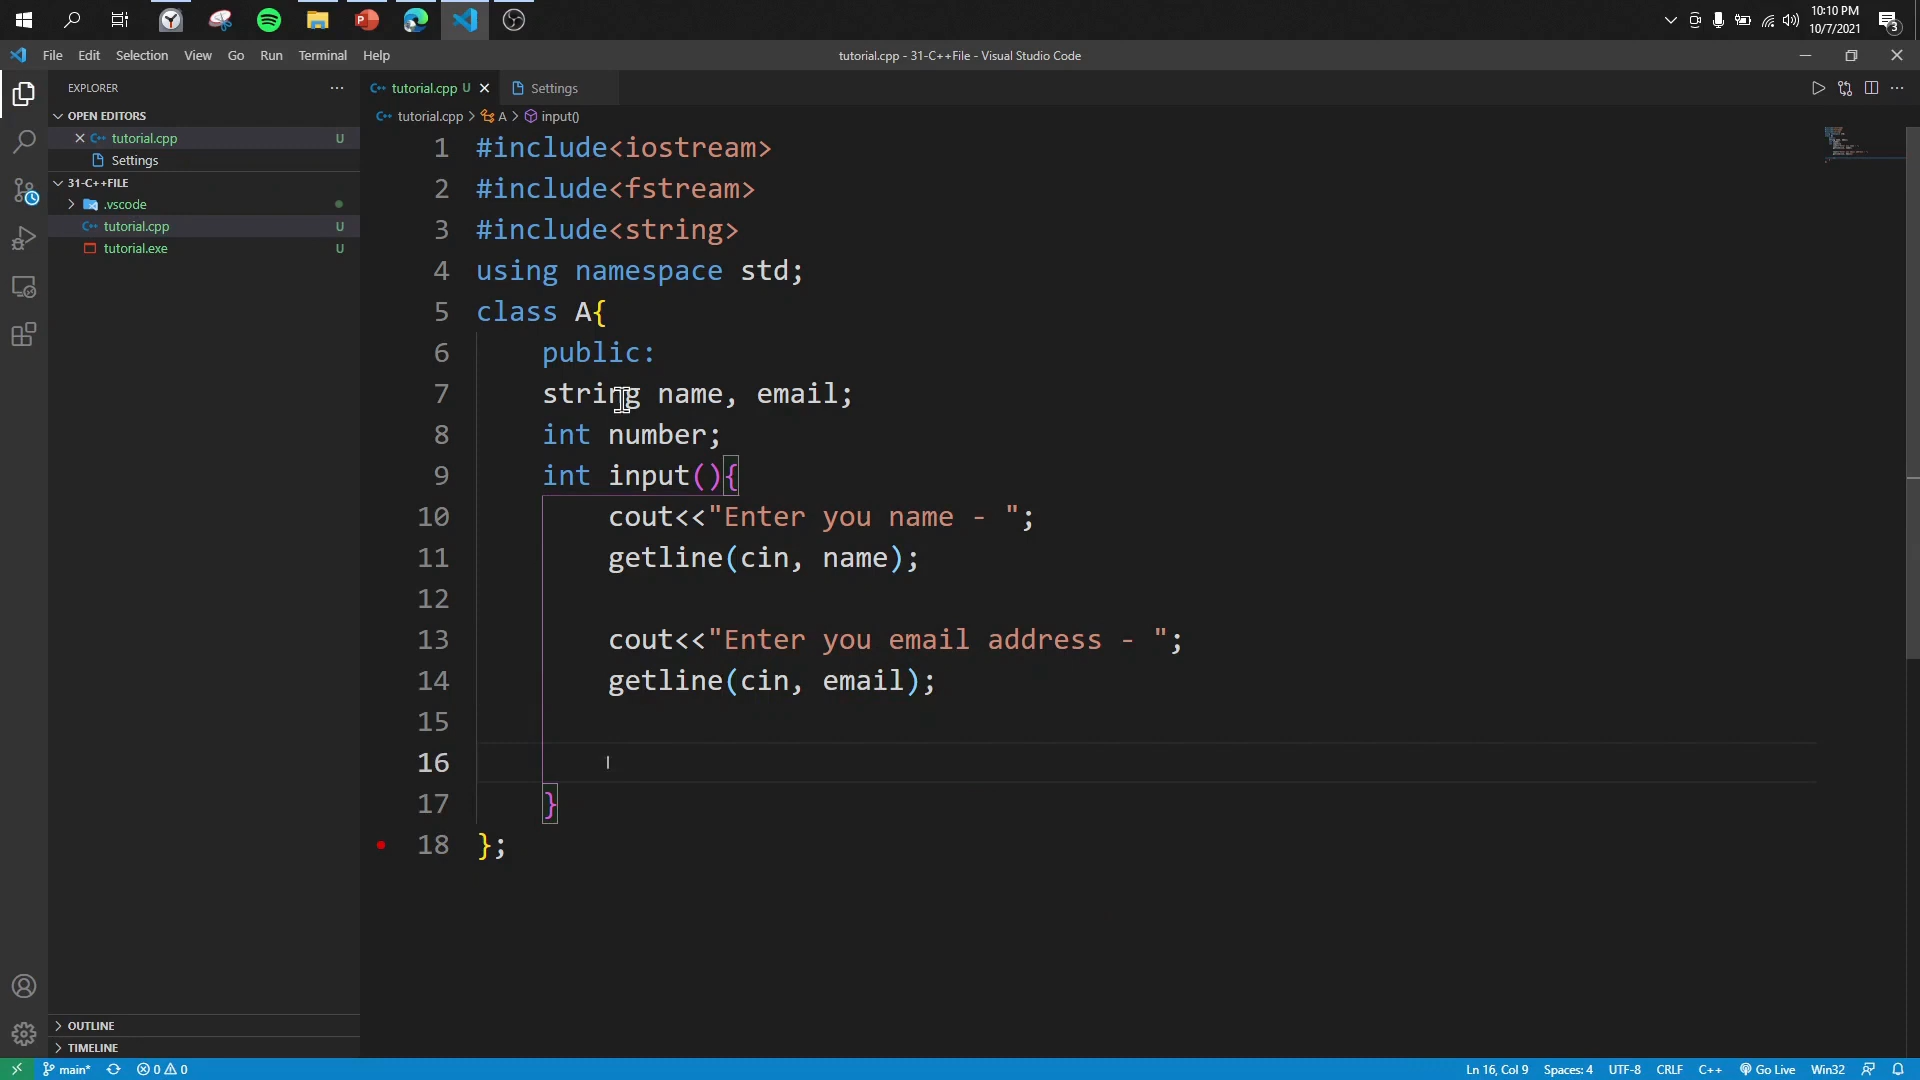 10:10 PM
10/7/2021
3
File Edit Selection View Go Run Terminal Help
tutorial.cpp - 31-C++File - Visual Studio Code
EXPLORER
OPEN EDITORS
tutorial.cpp U
Settings
31-C++FILE
.vscode
tutorial.cpp U
tutorial.exe U
OUTLINE
TIMELINE
tutorial.cpp U
Settings
tutorial.cpp > A > input()
1 #include<iostream>
2 #include<fstream>
3 #include<string>
4 using namespace std;
5 class A{
6 public:
7 string name, email;
8 int number;
9 int input(){
10 cout<<"Enter you name - ";
11 getline(cin, name);
12
13 cout<<"Enter you email address - ";
14 getline(cin, email);
15
16
17 }
18 };
main* 0 0
Ln 16, Col 9 Spaces: 4 UTF-8 CRLF C++ Go Live Win32